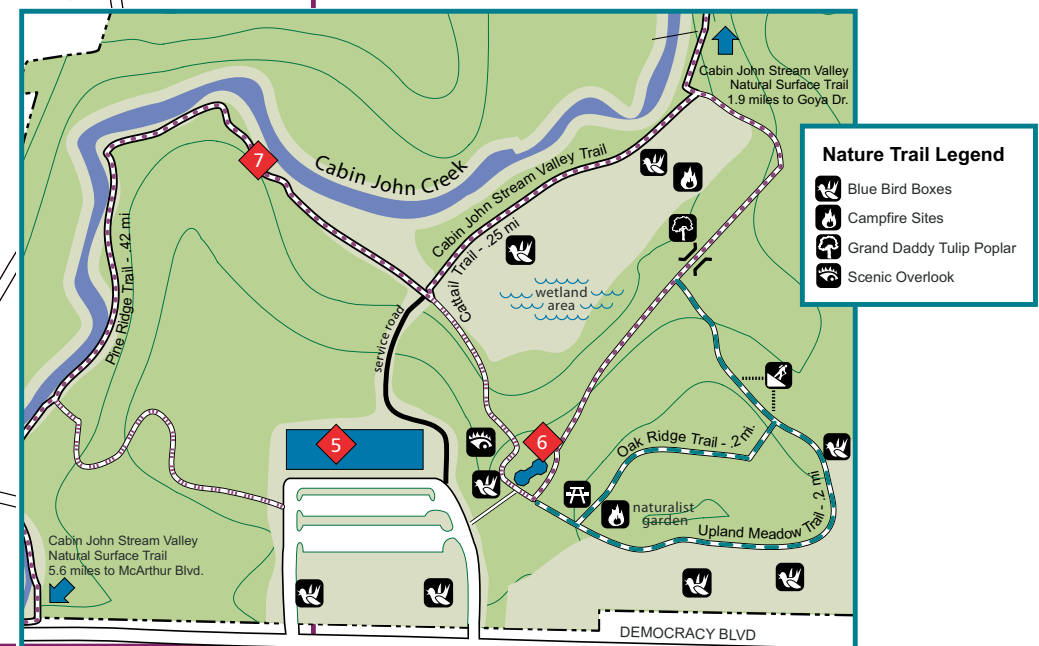 Cabin John Stream Valley
Natural Surface Trail
1.9 miles to Goya Dr.
Nature Trail Legend
Blue Bird Boxes
Campfire Sites
Grand Daddy Tulip Poplar
Scenic Overlook
7
Cabin John Creek
Cabin John Stream Valley Trail
Cattail Trail - .25 mi
Pine Ridge Trail - .42 mi
wetland
area
service road
5
6
Oak Ridge Trail - .2 mi.
naturalist
garden
Upland Meadow Trail - .2 mi
Cabin John Stream Valley
Natural Surface Trail
5.6 miles to McArthur Blvd.
DEMOCRACY BLVD